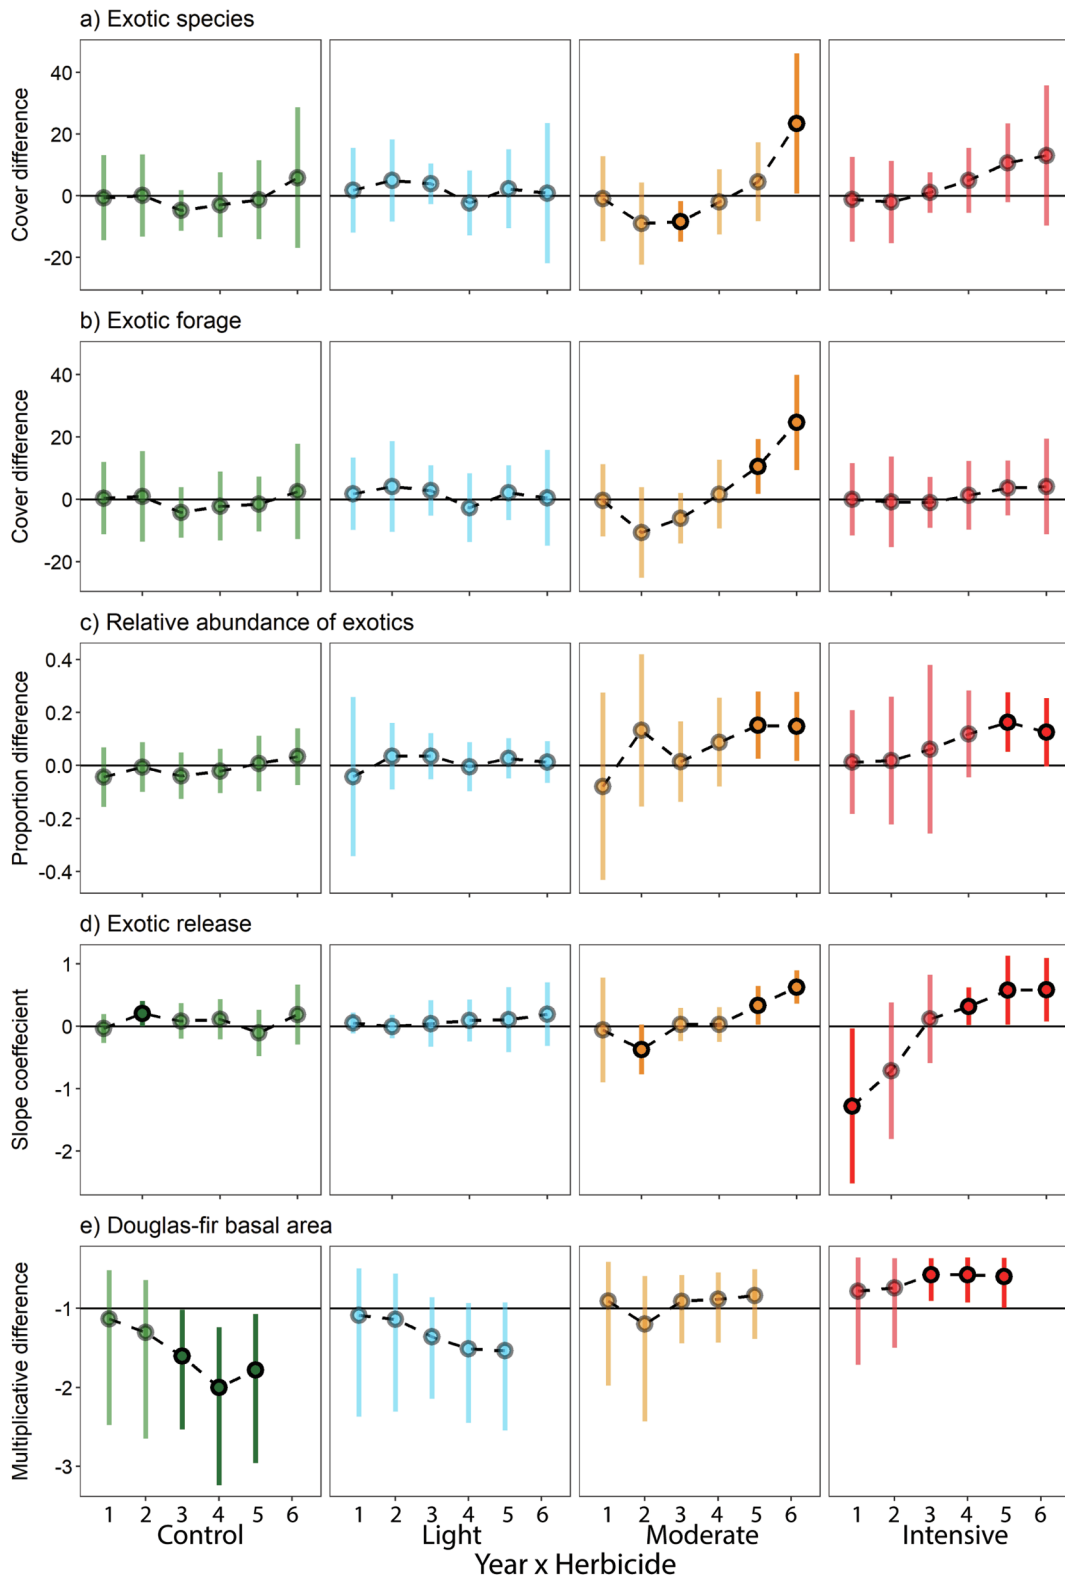 a) Exotic species
Cover difference
40
20
0
-20
b) Exotic forage
Cover difference
40
20
0
-20
c) Relative abundance of exotics
Proportion difference
0.4
0.2
0.0
-0.2
-0.4
d) Exotic release
Slope coeffecient
1
0
-1
-2
e) Douglas-fir basal area
Multiplicative difference
-1
-2
-3
1 2 3 4 5 6 1 2 3 4 5 6 1 2 3 4 5 6 1 2 3 4 5 6
Control Light Moderate Intensive
Year x Herbicide